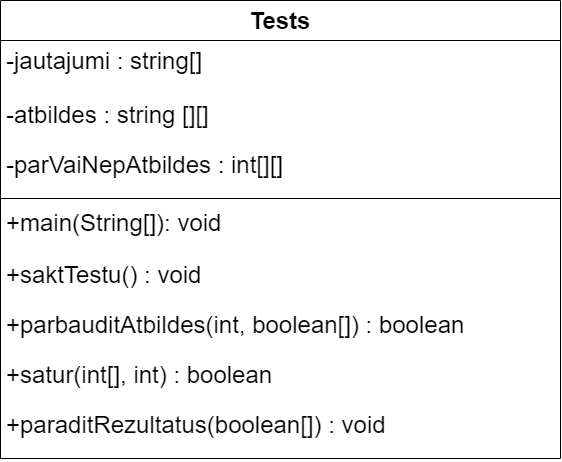 Tests
-jautajumi : string[]
-atbildes : string [][]
-parVaiNepAtbildes : int[][]
+main(String[]): void
+saktTestu() : void
+parbauditAtbildes(int, boolean[]) : boolean
+satur(int[], int) : boolean
+paraditRezultatus(boolean[]) : void